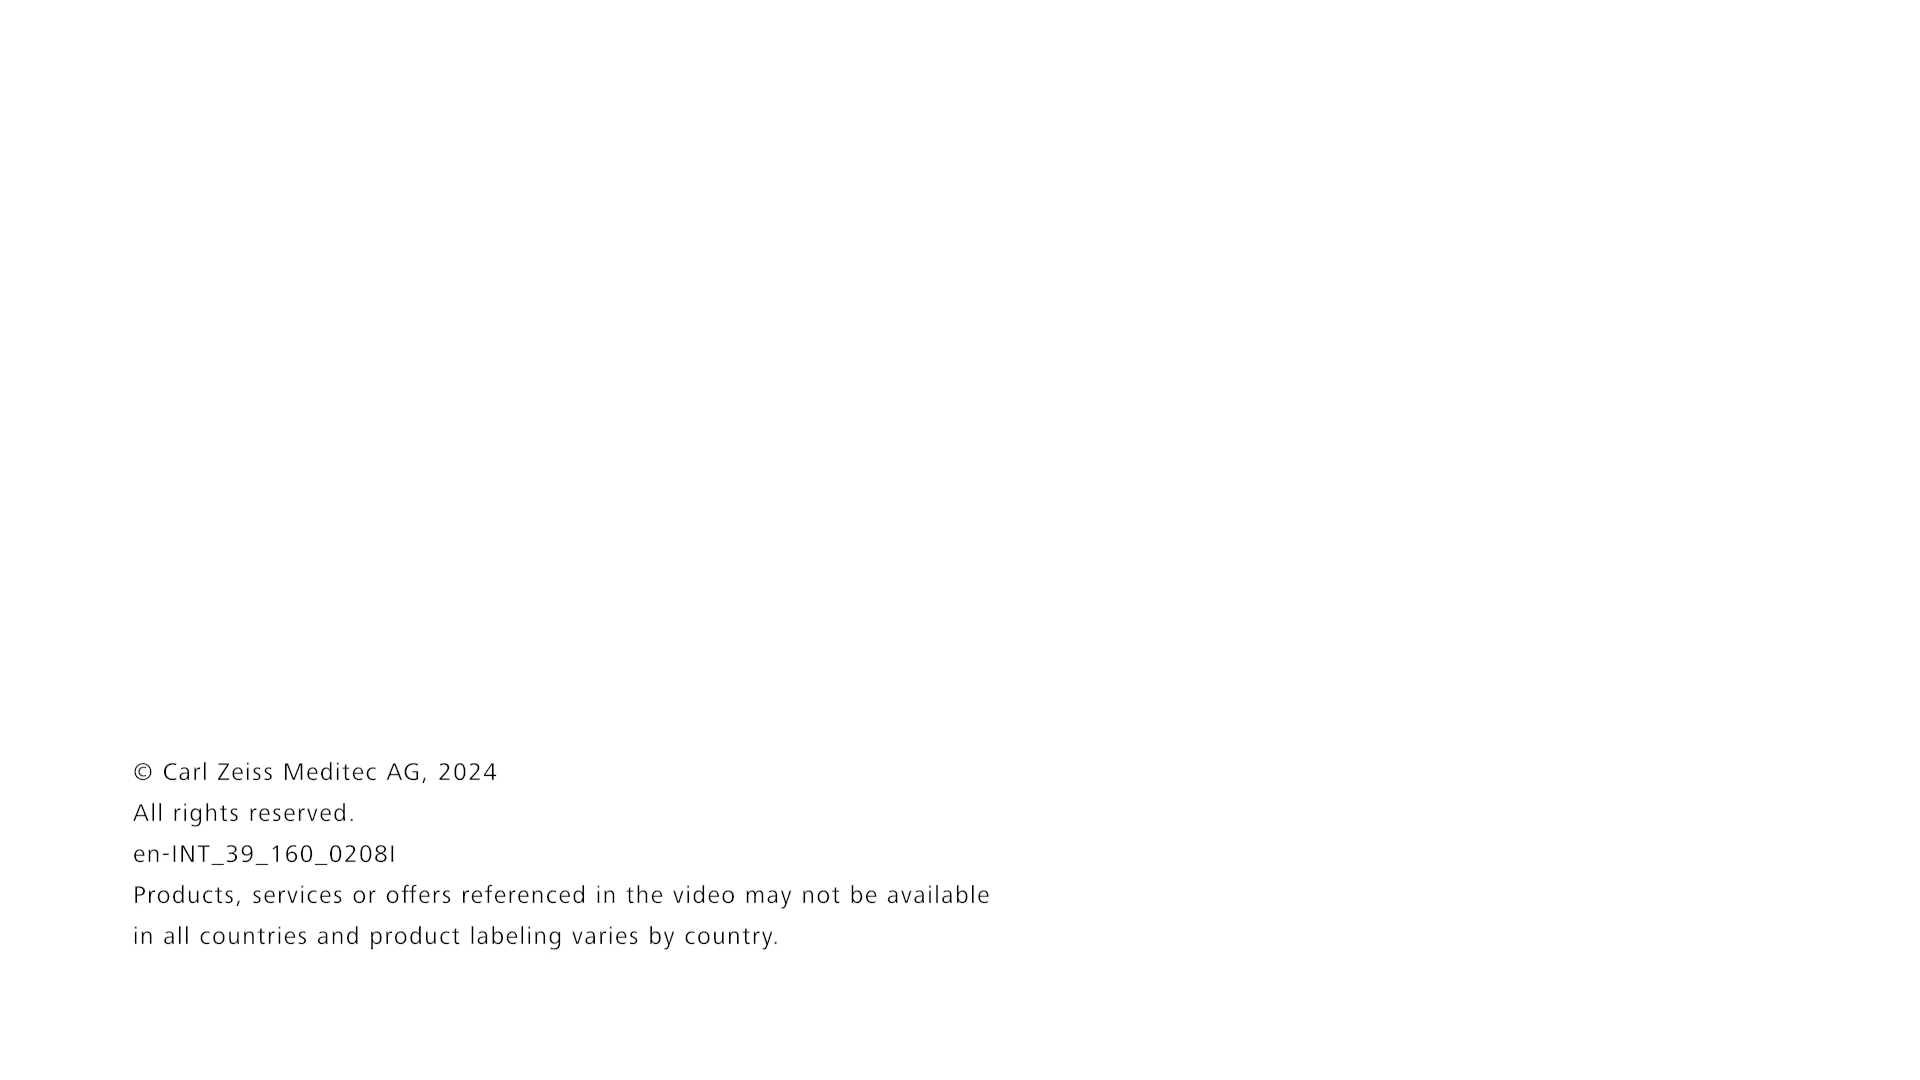 © Carl Zeiss Meditec AG, 2024
All rights reserved.
en-INT_39_160_0208I
Products, services or offers referenced in the video may not be available
in all countries and product labeling varies by country.